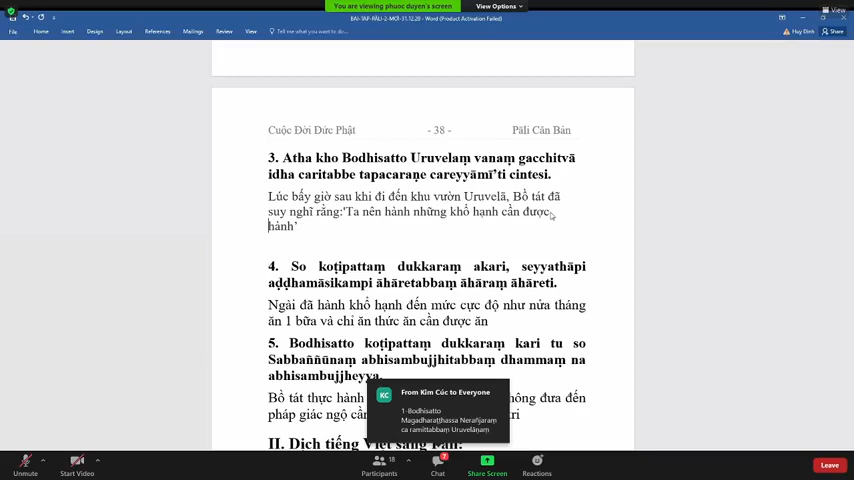 You are viewing phuoc duyen's screen
View Options
View
BAI-TAP-PĀLI-2-MƠI-31.12.20 - Word (Product Activation Failed)
File
Home
Insert
Design
Layout
References
Mailings
Review
View
Tell me what you want to do...
Huy Dinh
Share
Cuộc Đời Đức Phật
- 38 -
Pāli Căn Bản
3. Atha kho Bodhisatto Uruvelaṃ vanaṃ gacchitvā
idha caritabbe tapacaraṇe careyyāmī'ti cintesi.
Lúc bấy giờ sau khi đi đến khu vườn Uruvelā, Bồ tát đã
suy nghĩ rằng:'Ta nên hành những khổ hạnh cần được
hành'
4. So koṭipattaṃ dukkaraṃ akari, seyyathāpi
aḍḍhamāsikampi āhāretabbaṃ āhāraṃ āhāreti.
Ngài đã hành khổ hạnh đến mức cực độ như nửa tháng
ăn 1 bữa và chỉ ăn thức ăn cần được ăn
5. Bodhisatto koṭipattaṃ dukkaraṃ kari tu so
Sabbaññūnaṃ abhisambujjhitabbaṃ dhammaṃ na
abhisambujjheyya.
Bồ tát thực hành
hông đưa đến
pháp giác ngộ
tri
II. Dịch tiếng Việt sang
From Kim Cúc to Everyone
KC
1-Bodhisatto
Magadharaṭṭhassa Nerañjaraṃ
ca ramittabbaṃ Uruvelānaṃ
Unmute
Start Video
18
Participants
7
Chat
Share Screen
Reactions
Leave